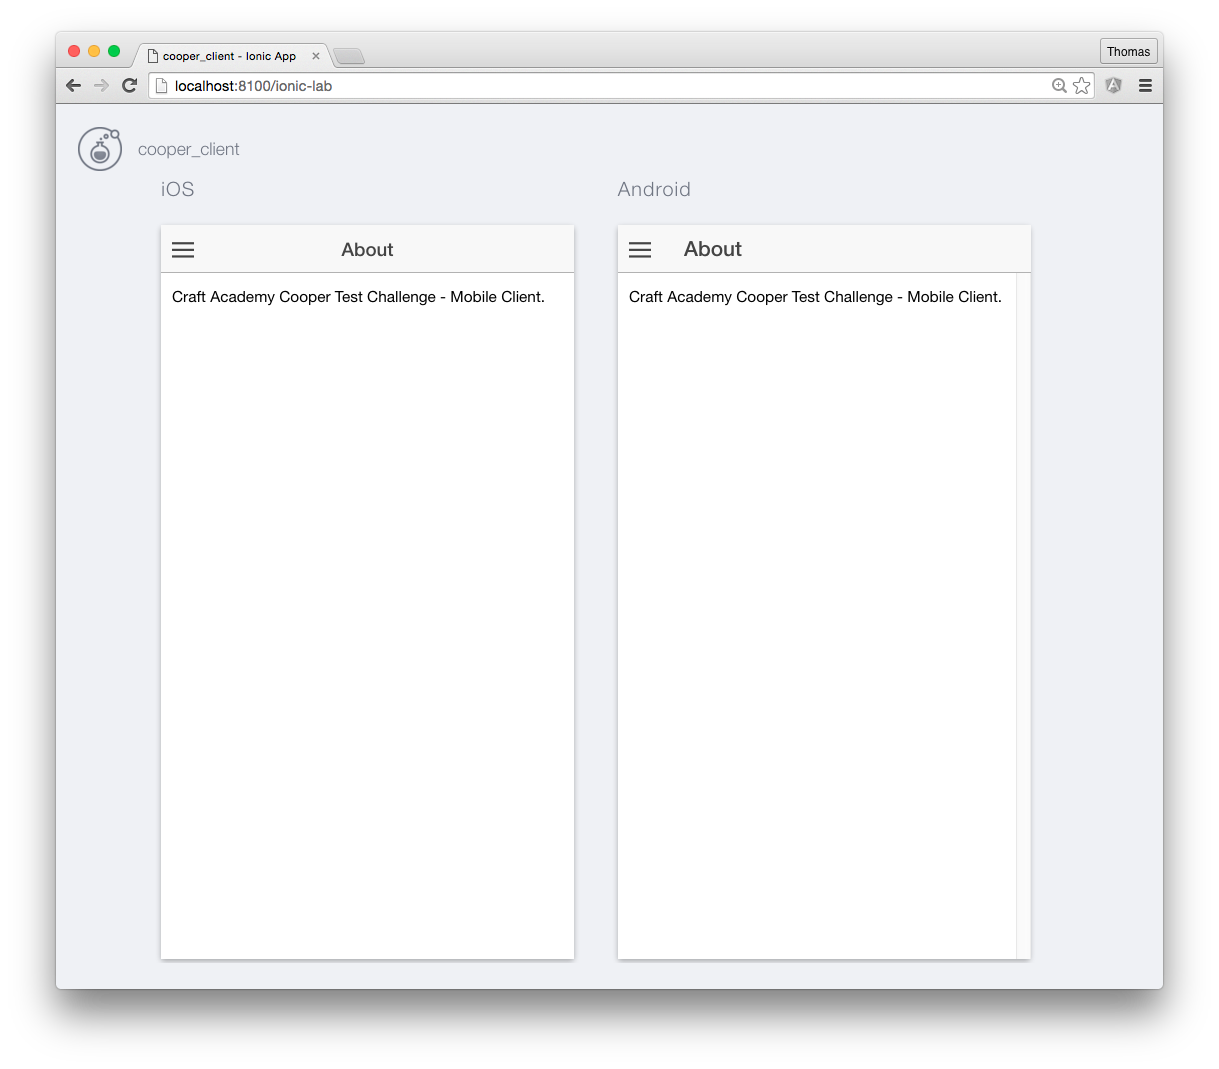 cooper_client - Ionic App
Thomas
localhost:8100/ionic-lab
cooper_client
iOS
Android
About
About
Craft Academy Cooper Test Challenge - Mobile Client.
Craft Academy Cooper Test Challenge - Mobile Client.